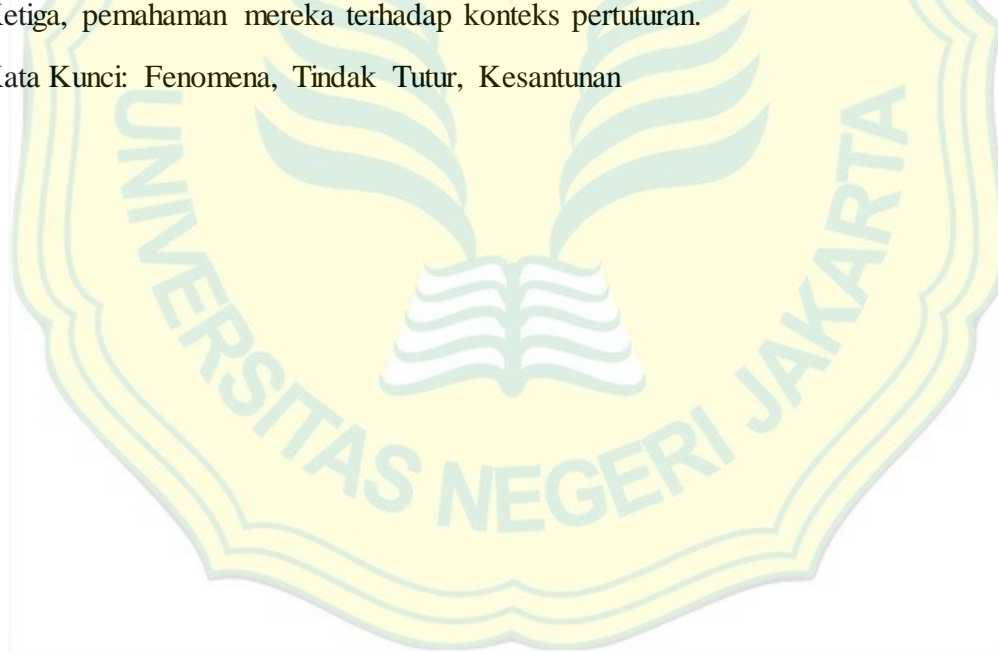 Ketiga, pemahaman mereka terhadap konteks pertuturan.
Kata Kunci: Fenomena, Tindak Tutur, Kesantunan
UNIVERSITAS NEGERI JAKARTA